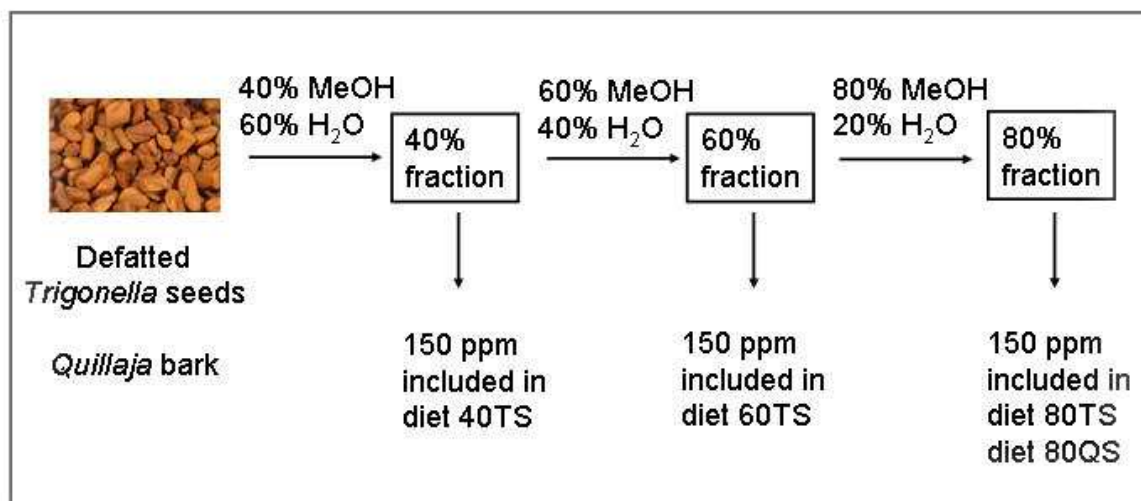 40% MeOH
60% H₂O
60% MeOH
40% H₂O
80% MeOH
20% H₂O
40%
fraction
60%
fraction
80%
fraction
Defatted
Trigonella seeds
Quillaja bark
150 ppm
included in
diet 40TS
150 ppm
included in
diet 60TS
150 ppm
included in
diet 80TS
diet 80QS